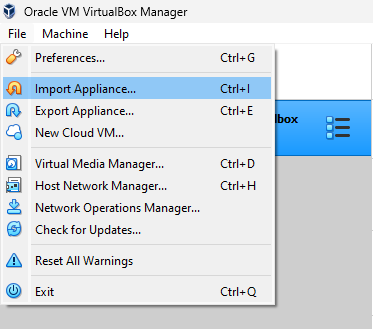 Oracle VM VirtualBox Manager
File Machine Help
Preferences... Ctrl+G
Import Appliance... Ctrl+I
Export Appliance... Ctrl+E
New Cloud VM...
Virtual Media Manager... Ctrl+D
Host Network Manager... Ctrl+H
Network Operations Manager...
Check for Updates...
Reset All Warnings
Exit Ctrl+Q